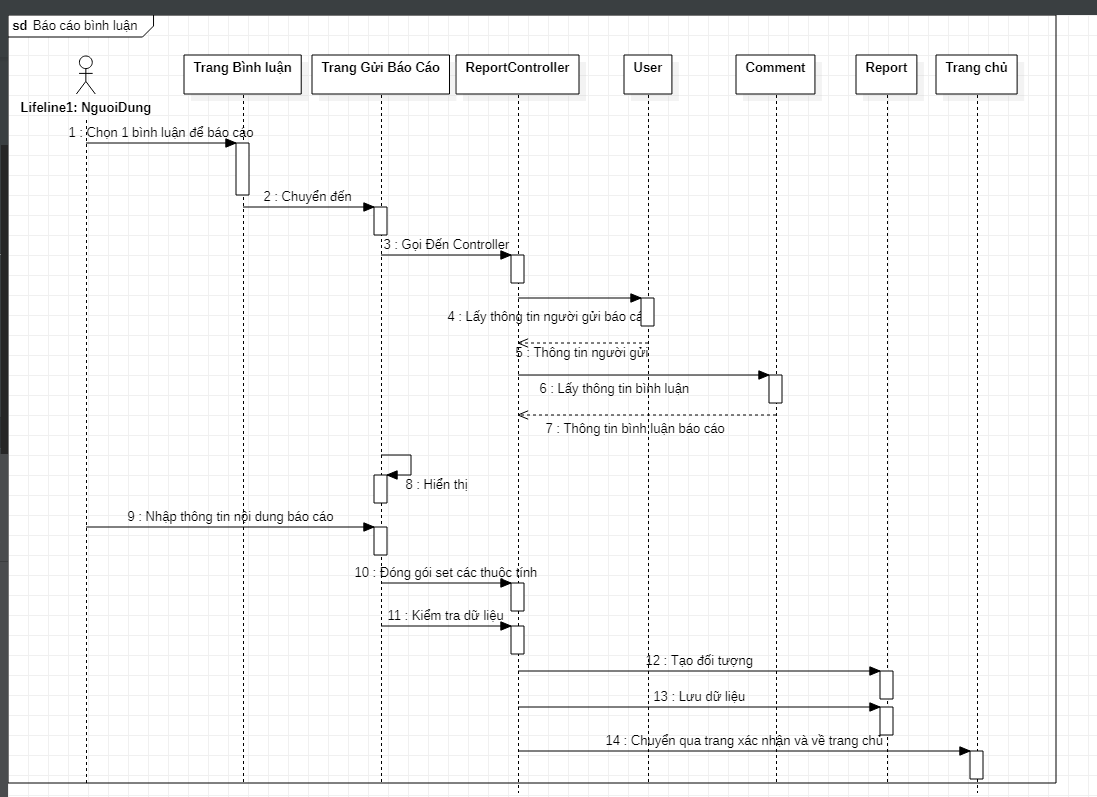 sd Báo cáo bình luận
Trang Bình luận
Trang Gửi Báo Cáo
ReportController
User
Comment
Report
Trang chủ
Lifeline1: NguoiDung
1 : Chọn 1 bình luận để báo cáo
2 : Chuyển đến
3 : Gọi Đến Controller
4 : Lấy thông tin người gửi báo cá
5 : Thông tin người gửi
6 : Lấy thông tin bình luận
7 : Thông tin bình luận báo cáo
8 : Hiển thị
9 : Nhập thông tin nội dung báo cáo
10 : Đóng gói set các thuộc tính
11 : Kiểm tra dữ liệu
12 : Tạo đối tượng
13 : Lưu dữ liệu
14 : Chuyển qua trang xác nhận và về trang chủ